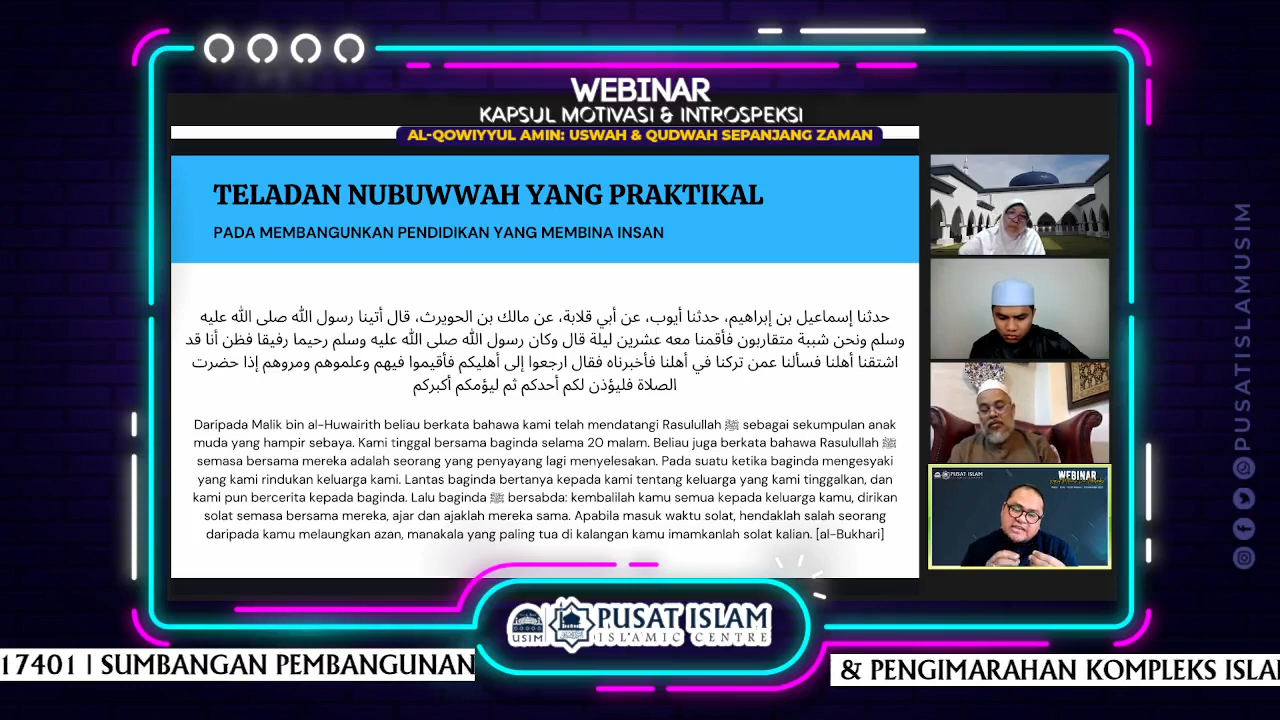 WEBINAR
KAPSUL MOTIVASI & INTROSPEKSI
AL-QOWIYYUL AMIN: USWAH & QUDWAH SEPANJANG ZAMAN
TELADAN NUBUWWAH YANG PRAKTIKAL
PADA MEMBANGUNKAN PENDIDIKAN YANG MEMBINA INSAN
حدثنا إسماعيل بن إبراهيم، حدثنا أيوب، عن أبي قلابة، عن مالك بن الحويرث، قال أتينا رسول الله صلى الله عليه
وسلم ونحن شببة متقاربون فأقمنا معه عشرين ليلة قال وكان رسول الله صلى الله عليه وسلم رحيما رفيقا فظن أنا قد
اشتقنا أهلنا فسألنا عمن تركنا في أهلنا فأخبرناه فقال ارجعوا إلى أهليكم فأقيموا فيهم وعلموهم ومروهم إذا حضرت
الصلاة فليؤذن لكم أحدكم ثم ليؤمكم أكبركم
Daripada Malik bin al-Huwairith beliau berkata bahawa kami telah mendatangi Rasulullah ﷺ sebagai sekumpulan anak
muda yang hampir sebaya. Kami tinggal bersama baginda selama 20 malam. Beliau juga berkata bahawa Rasulullah ﷺ
semasa bersama mereka adalah seorang yang penyayang lagi menyelesakan. Pada suatu ketika baginda mengesyaki
yang kami rindukan keluarga kami. Lantas baginda bertanya kepada kami tentang keluarga yang kami tinggalkan, dan
kami pun bercerita kepada baginda. Lalu baginda ﷺ bersabda: kembalilah kamu semua kepada keluarga kamu, dirikan
solat semasa bersama mereka, ajar dan ajaklah mereka sama. Apabila masuk waktu solat, hendaklah salah seorang
daripada kamu melaungkan azan, manakala yang paling tua di kalangan kamu imamkanlah solat kalian. [al-Bukhari]
PUSAT ISLAM
WEBINAR
PUSATISLAMUSIM
USIM
PUSAT ISLAM
ISLAMIC CENTRE
17401 | SUMBANGAN PEMBANGUNAN
& PENGIMARAHAN KOMPLEKS ISLA